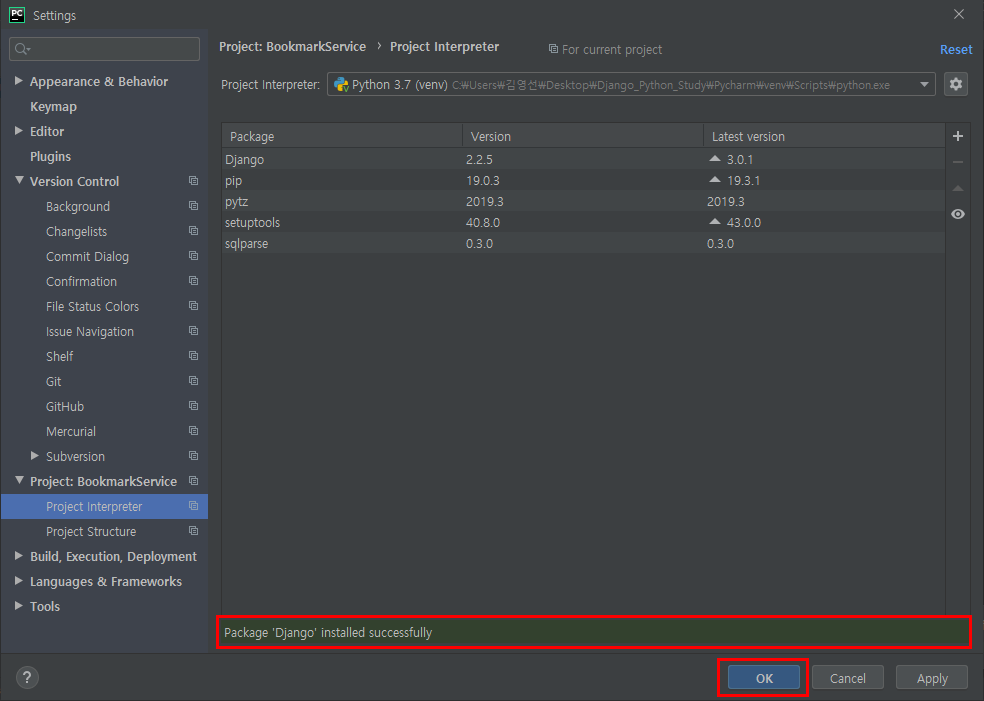 PC Settings
Project: BookmarkService › Project Interpreter For current project Reset
Project Interpreter: Python 3.7 (venv) C:₩Users₩김영선₩Desktop₩Django_Python_Study₩Pycharm₩venv₩Scripts₩python.exe
Appearance & Behavior
Keymap
Editor
Plugins
Version Control
Background
Changelists
Commit Dialog
Confirmation
File Status Colors
Issue Navigation
Shelf
Git
GitHub
Mercurial
Subversion
Project: BookmarkService
Project Interpreter
Project Structure
Build, Execution, Deployment
Languages & Frameworks
Tools
Package Version Latest version
Django 2.2.5 3.0.1
pip 19.0.3 19.3.1
pytz 2019.3 2019.3
setuptools 40.8.0 43.0.0
sqlparse 0.3.0 0.3.0
Package 'Django' installed successfully
? OK Cancel Apply